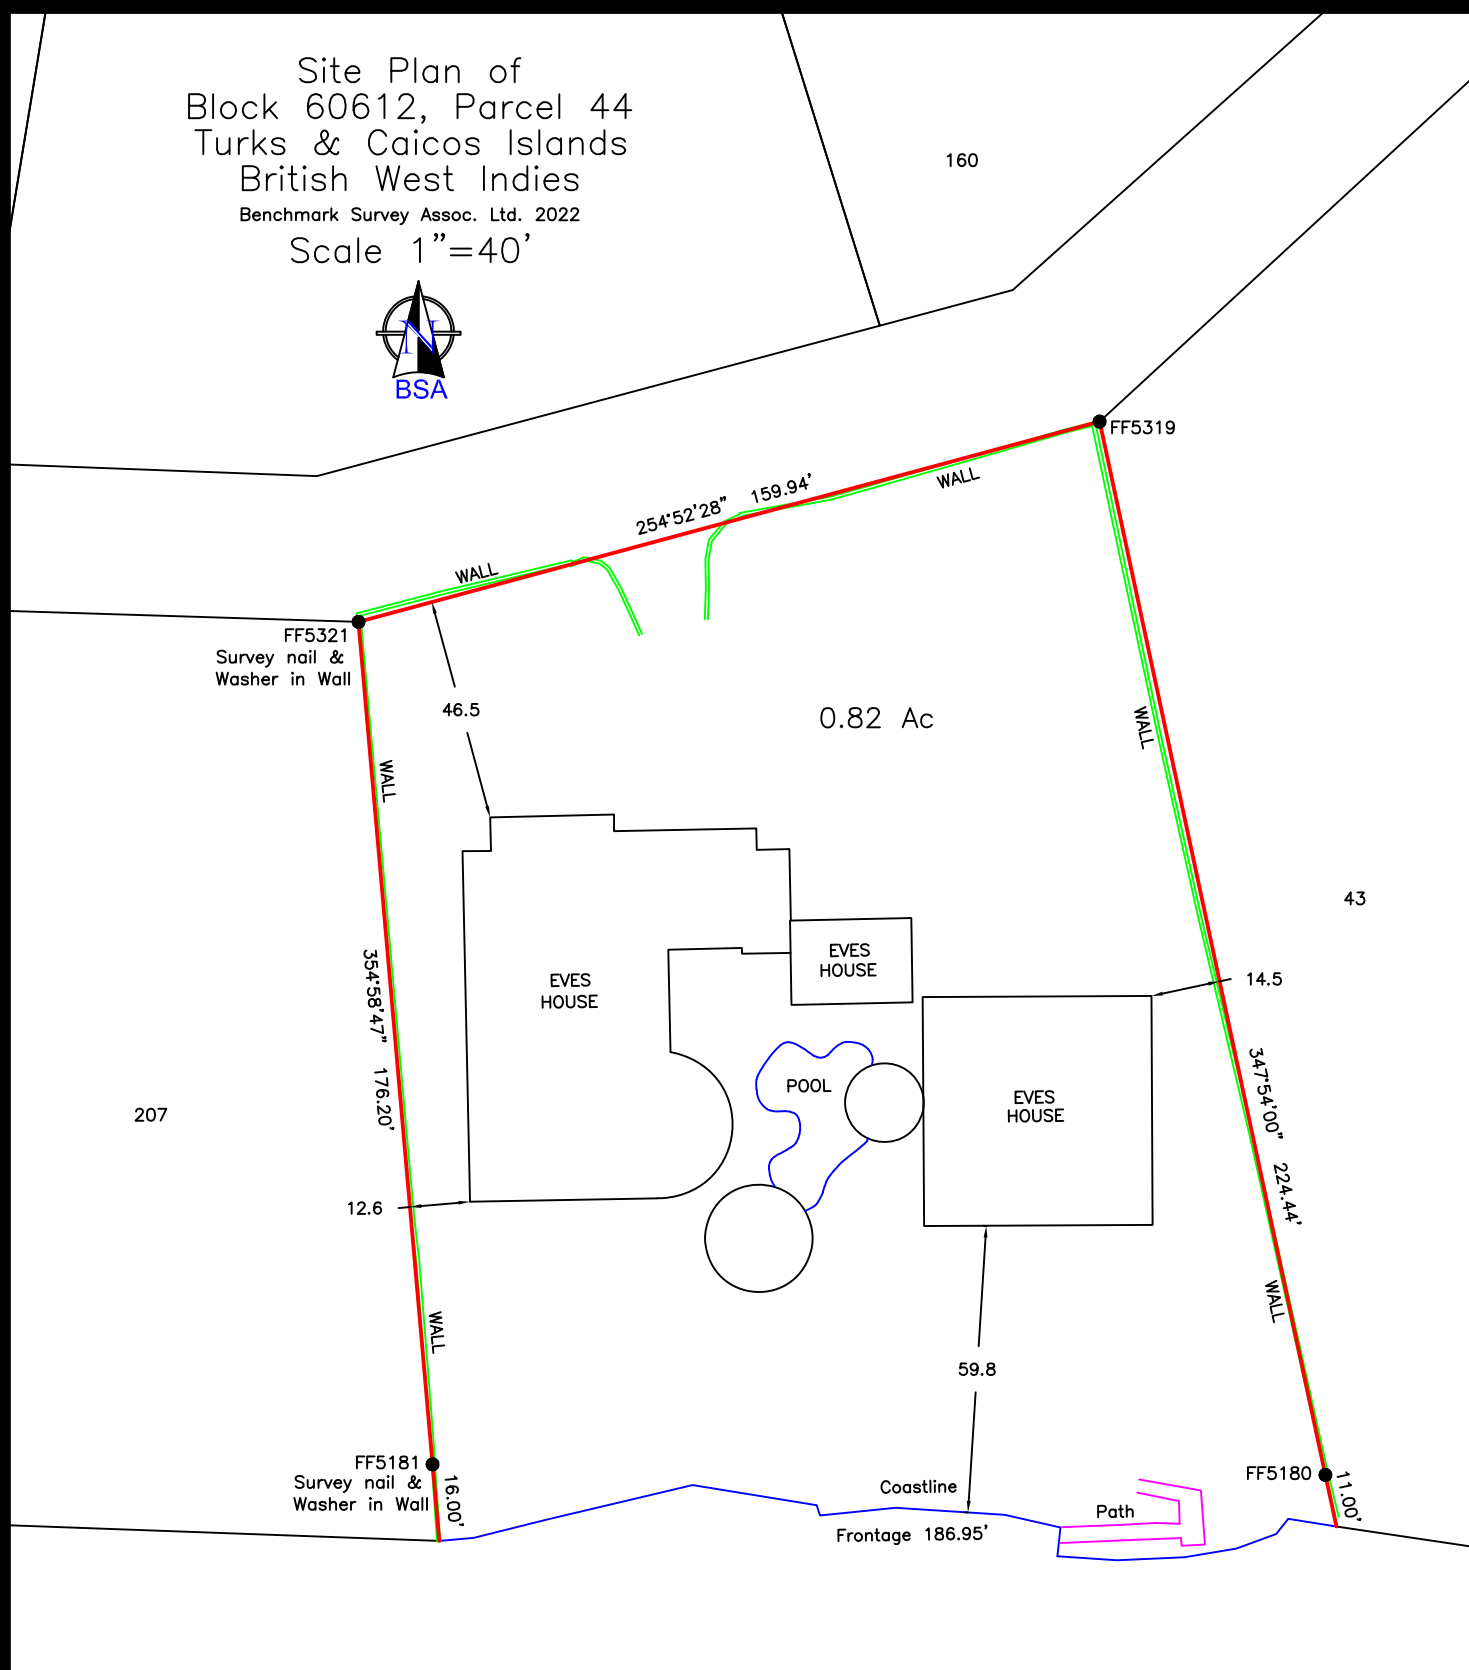 Site Plan of
Block 60612, Parcel 44
Turks & Caicos Islands
British West Indies
Benchmark Survey Assoc. Ltd. 2022
Scale 1"=40'
N
BSA
160
FF5319
WALL
254°52'28" 159.94'
WALL
FF5321
Survey nail &
Washer in Wall
46.5
0.82 Ac
WALL
WALL
43
EVES
HOUSE
EVES
HOUSE
14.5
354°58'47" 176.20'
347°54'00" 224.44'
POOL
EVES
HOUSE
207
12.6
WALL
WALL
59.8
FF5181
Survey nail &
Washer in Wall
16.00'
FF5180
11.00'
Coastline
Path
Frontage 186.95'